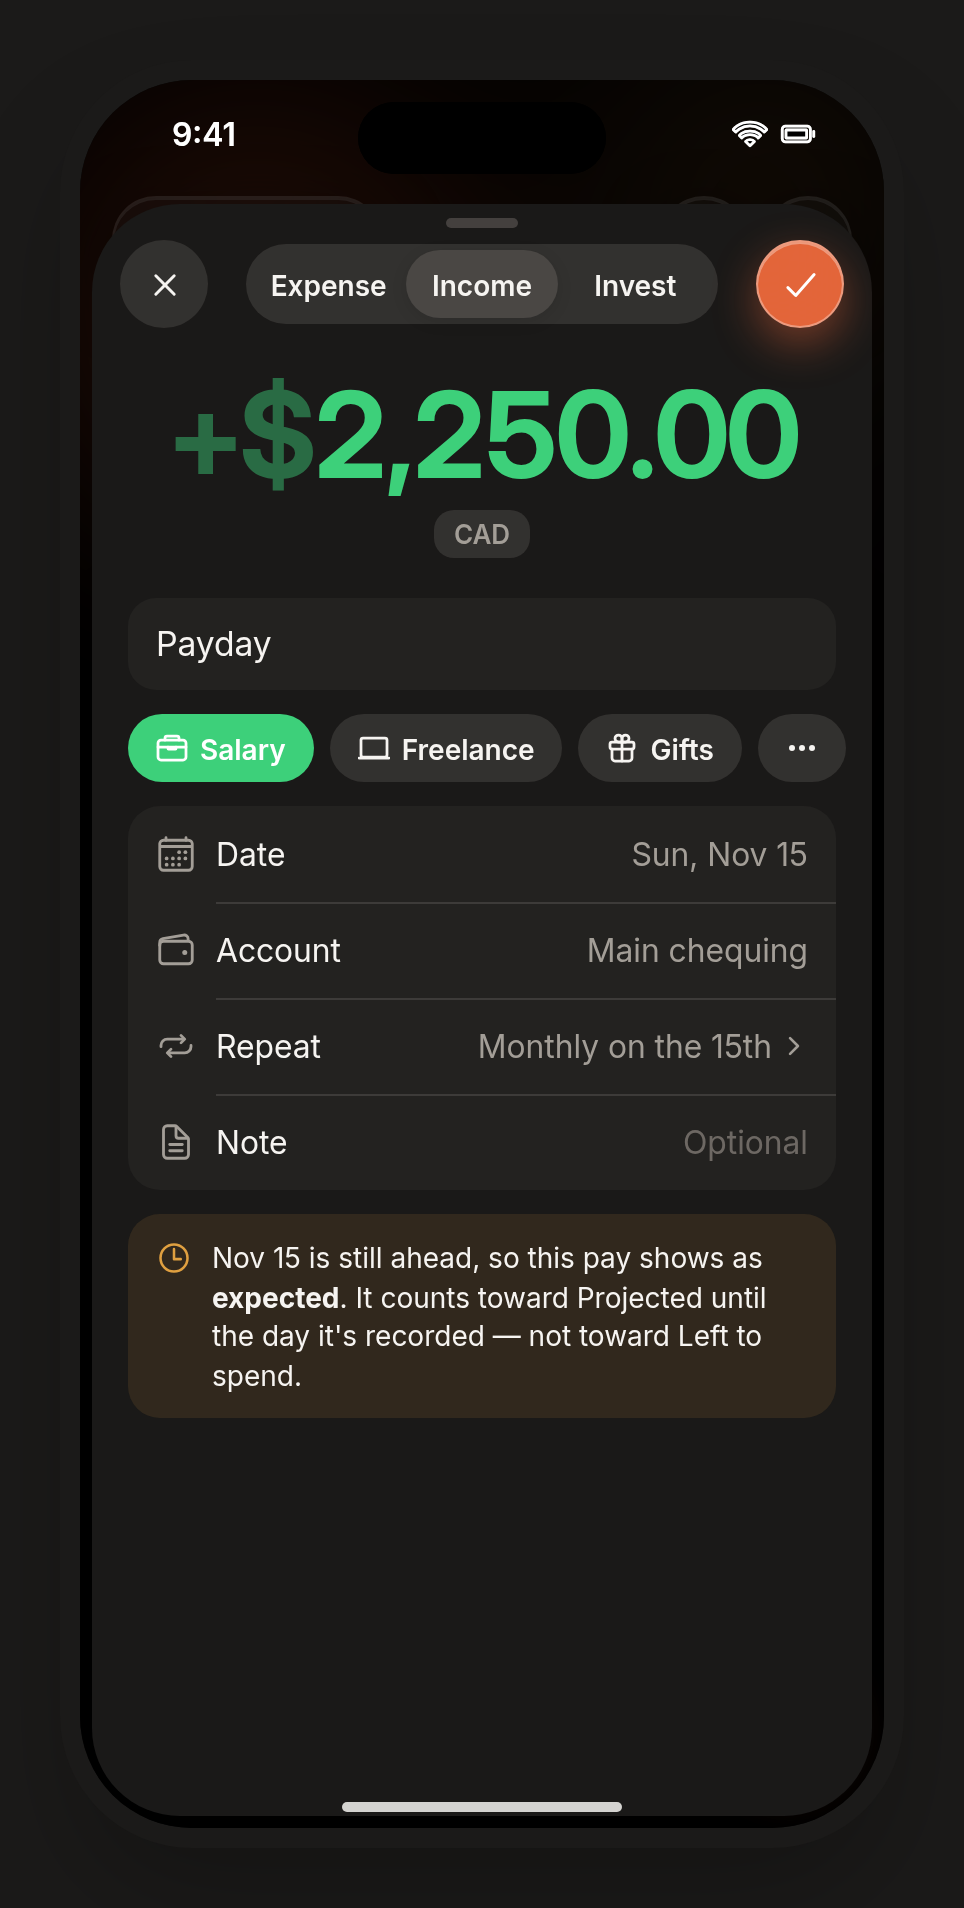 9:41
Expense Income Invest
+$2,250.00
CAD
Payday
Salary Freelance Gifts
Date Sun, Nov 15
Account Main chequing
Repeat Monthly on the 15th
Note Optional
Nov 15 is still ahead, so this pay shows as
expected. It counts toward Projected until
the day it's recorded — not toward Left to
spend.